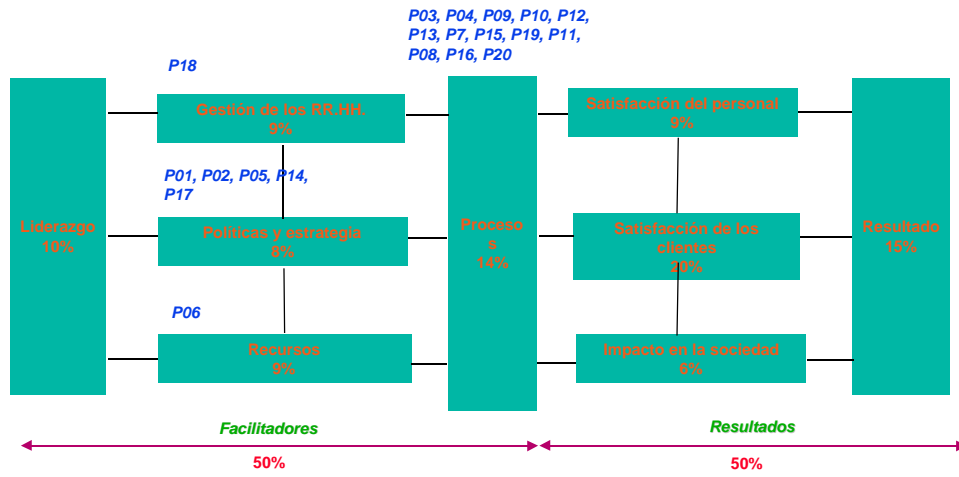 P03, P04, P09, P10, P12,
P13, P7, P15, P19, P11,
P08, P16, P20
P18
Gestión de los RR.HH.
9%
Satisfacción del personal
9%
P01, P02, P05, P14,
P17
Liderazgo
10%
Políticas y estrategia
8%
Proceso
s
14%
Satisfacción de los
clientes
20%
Resultado
15%
P06
Recursos
9%
Impacto en la sociedad
6%
Facilitadores
Resultados
50%
50%